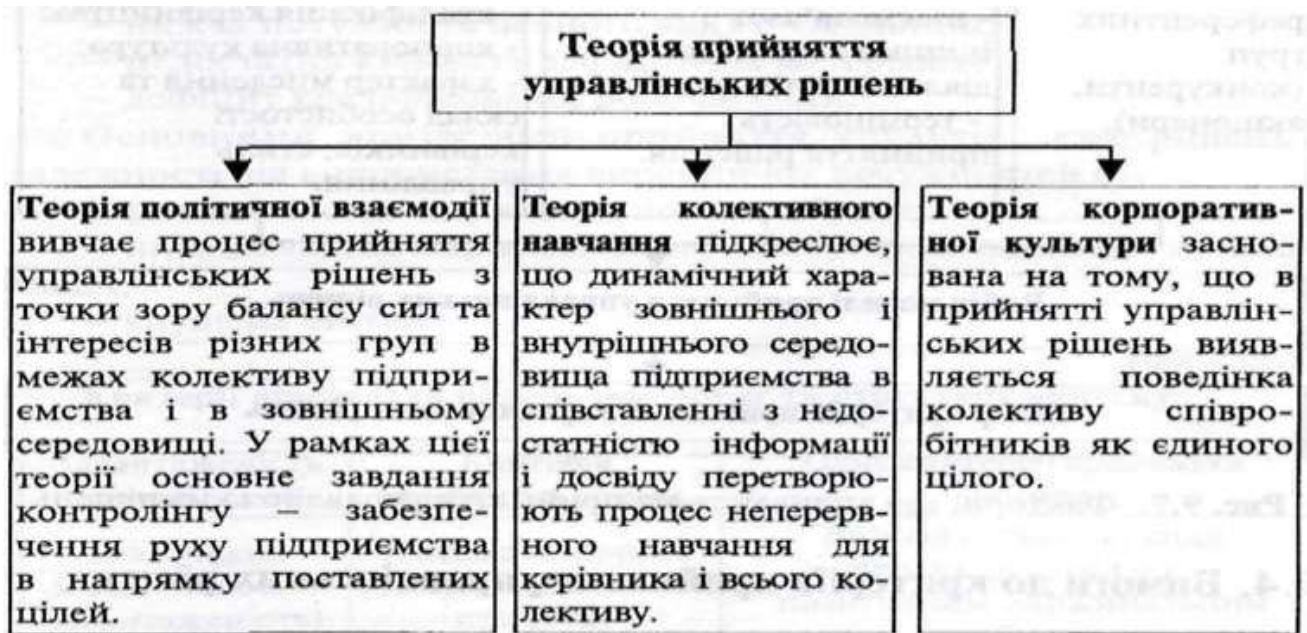 Теорія прийняття
управлінських рішень
Теорія політичної взаємодії
вивчає процес прийняття
управлінських рішень з
точки зору балансу сил та
інтересів різних груп в
межах колективу підпри-
ємства і в зовнішньому
середовищі. У рамках цієї
теорії основне завдання
контролінгу — забезпе-
чення руху підприємства
в напрямку поставлених
цілей.
Теорія колективного
навчання підкреслює,
що динамічний хара-
ктер зовнішнього і
внутрішнього середо-
вища підприємства в
співставленні з недо-
статністю інформації
і досвіду перетворю-
ють процес неперерв-
ного навчання для
керівника і всього ко-
лективу.
Теорія корпоратив-
ної культури засно-
вана на тому, що в
прийнятті управлін-
ських рішень вияв-
ляється поведінка
колективу співро-
бітників як єдиного
цілого.